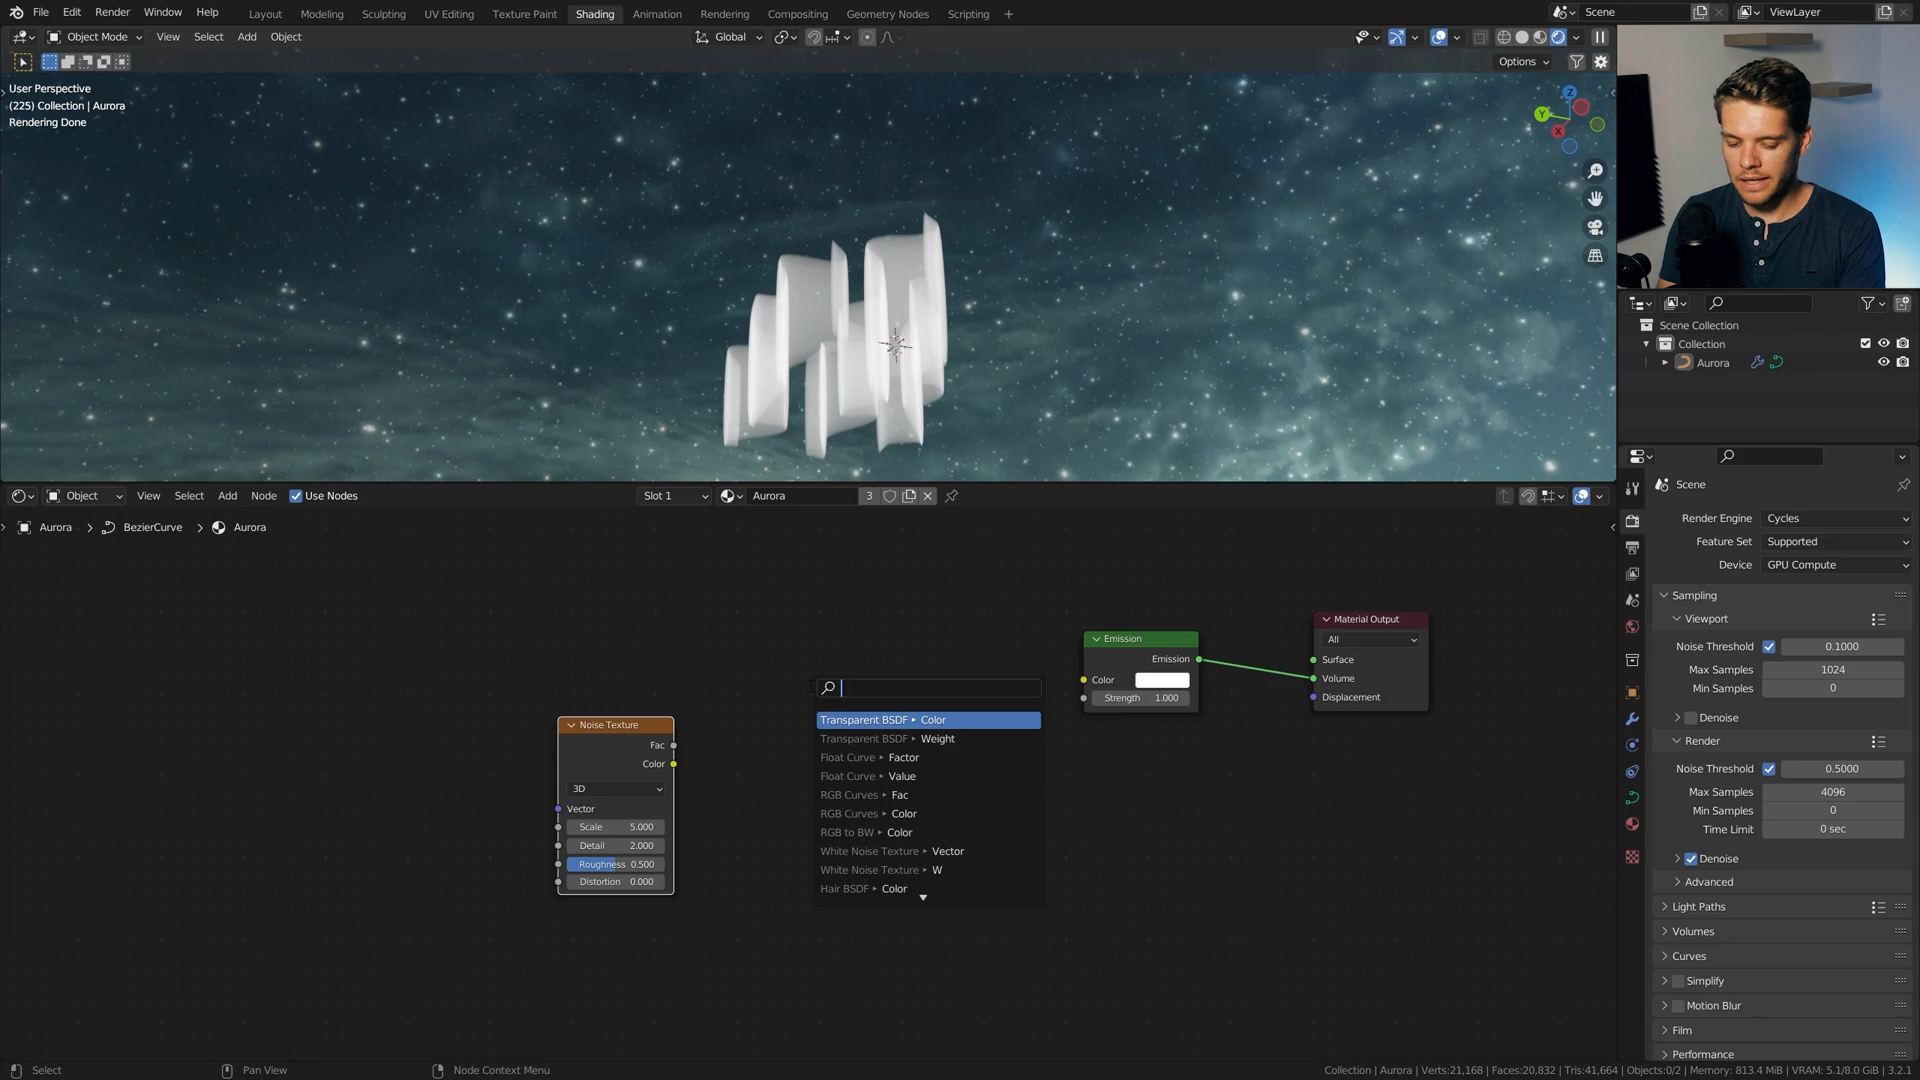 File Edit Render Window Help Layout Modeling Sculpting UV Editing Texture Paint Shading Animation Rendering Compositing Geometry Nodes Scripting Scene ViewLayer
Object Mode View Select Add Object Global
Options
User Perspective
(225) Collection | Aurora
Rendering Done
Z
Y
X
Scene Collection
Collection
Aurora
Object View Select Add Node Use Nodes Slot 1 Aurora 3
Aurora BezierCurve Aurora
Noise Texture
Fac
Color
3D
Vector
Scale 5.000
Detail 2.000
Roughness 0.500
Distortion 0.000
Transparent BSDF ▸ Color
Transparent BSDF ▸ Weight
Float Curve ▸ Factor
Float Curve ▸ Value
RGB Curves ▸ Fac
RGB Curves ▸ Color
RGB to BW ▸ Color
White Noise Texture ▸ Vector
White Noise Texture ▸ W
Hair BSDF ▸ Color
Emission
Emission
Color
Strength 1.000
Material Output
All
Surface
Volume
Displacement
Scene
Render Engine Cycles
Feature Set Supported
Device GPU Compute
Sampling
Viewport
Noise Threshold 0.1000
Max Samples 1024
Min Samples 0
Denoise
Render
Noise Threshold 0.5000
Max Samples 4096
Min Samples 0
Time Limit 0 sec
Denoise
Advanced
Light Paths
Volumes
Curves
Simplify
Motion Blur
Film
Performance
Select Pan View Node Context Menu Collection | Aurora | Verts:21,168 | Faces:20,832 | Tris:41,664 | Objects:0/2 | Memory: 813.4 MiB | VRAM: 5.1/8.0 GiB | 3.2.1